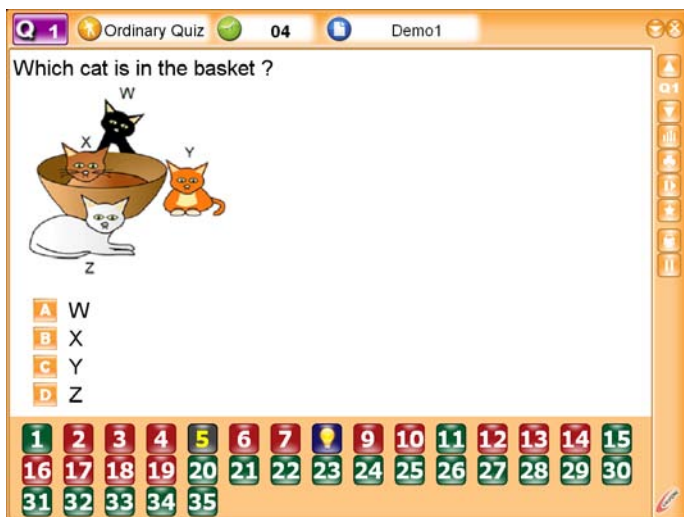 Q 1 Ordinary Quiz 04 Demo1
Which cat is in the basket ?
W
X
Y
Z
A W
B X
C Y
D Z
Q1
1 2 3 4 5 6 7 9 10 11 12 13 14 15
16 17 18 19 20 21 22 23 24 25 26 27 28 29 30
31 32 33 34 35